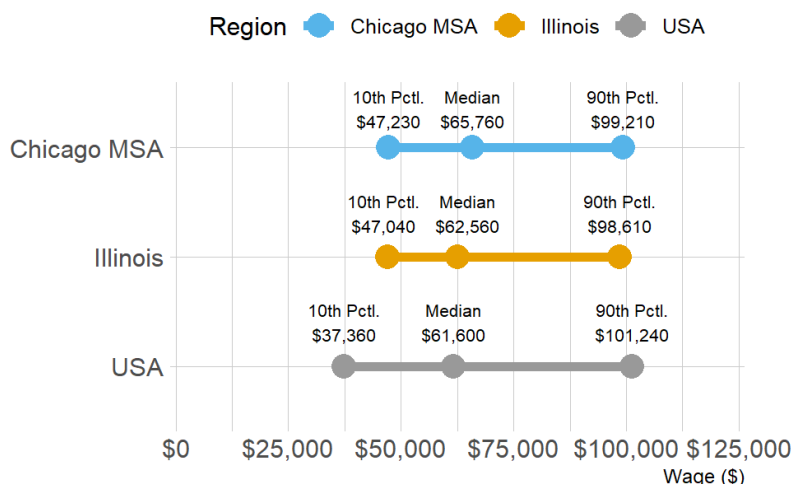 Region Chicago MSA Illinois USA
10th Pctl. Median 90th Pctl.
$47,230 $65,760 $99,210
Chicago MSA
10th Pctl. Median 90th Pctl.
$47,040 $62,560 $98,610
Illinois
10th Pctl. Median 90th Pctl.
$37,360 $61,600 $101,240
USA
$0 $25,000 $50,000 $75,000 $100,000 $125,000
Wage ($)